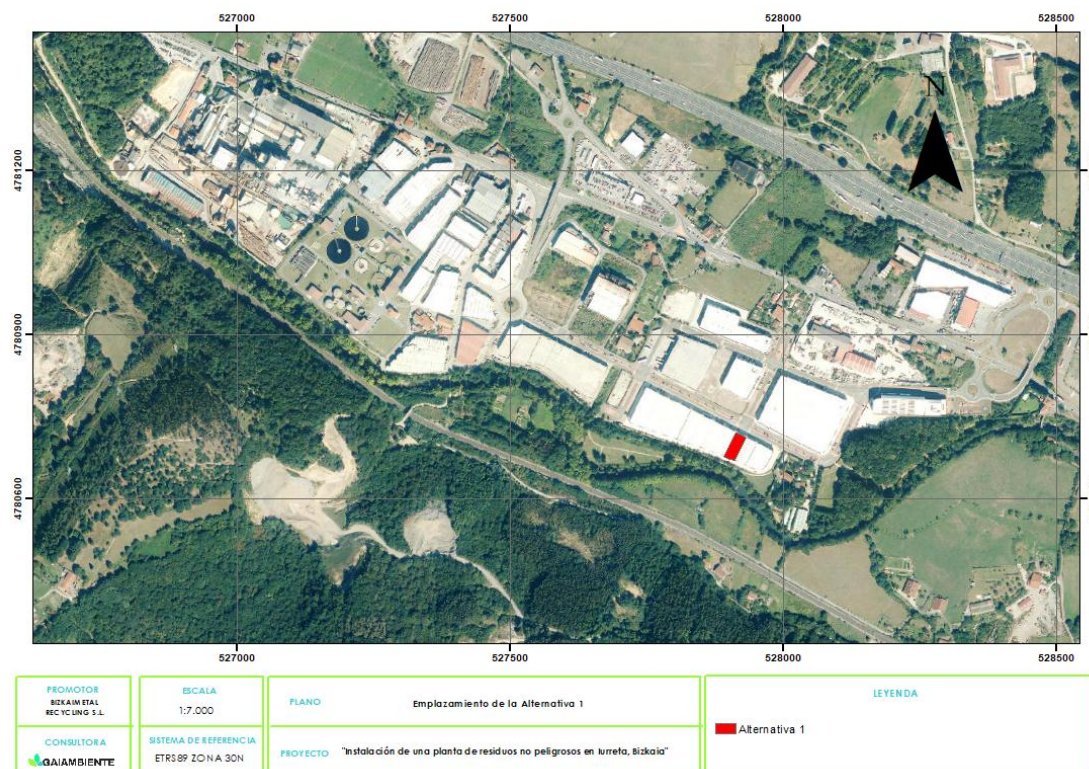 527000 527500 528000 528500
N
4781200
4780900
4780600
527000 527500 528000 528500
PROMOTOR
BIZKAIMETAL
RECYCLING S.L.
ESCALA
1:7.000
PLANO
Emplazamiento de la Alternativa 1
LEYENDA
Alternativa 1
CONSULTORA
GAIAMBIENTE
SISTEMA DE REFERENCIA
ETRS89 ZONA 30N
PROYECTO
"Instalación de una planta de residuos no peligrosos en Iurreta, Bizkaia"